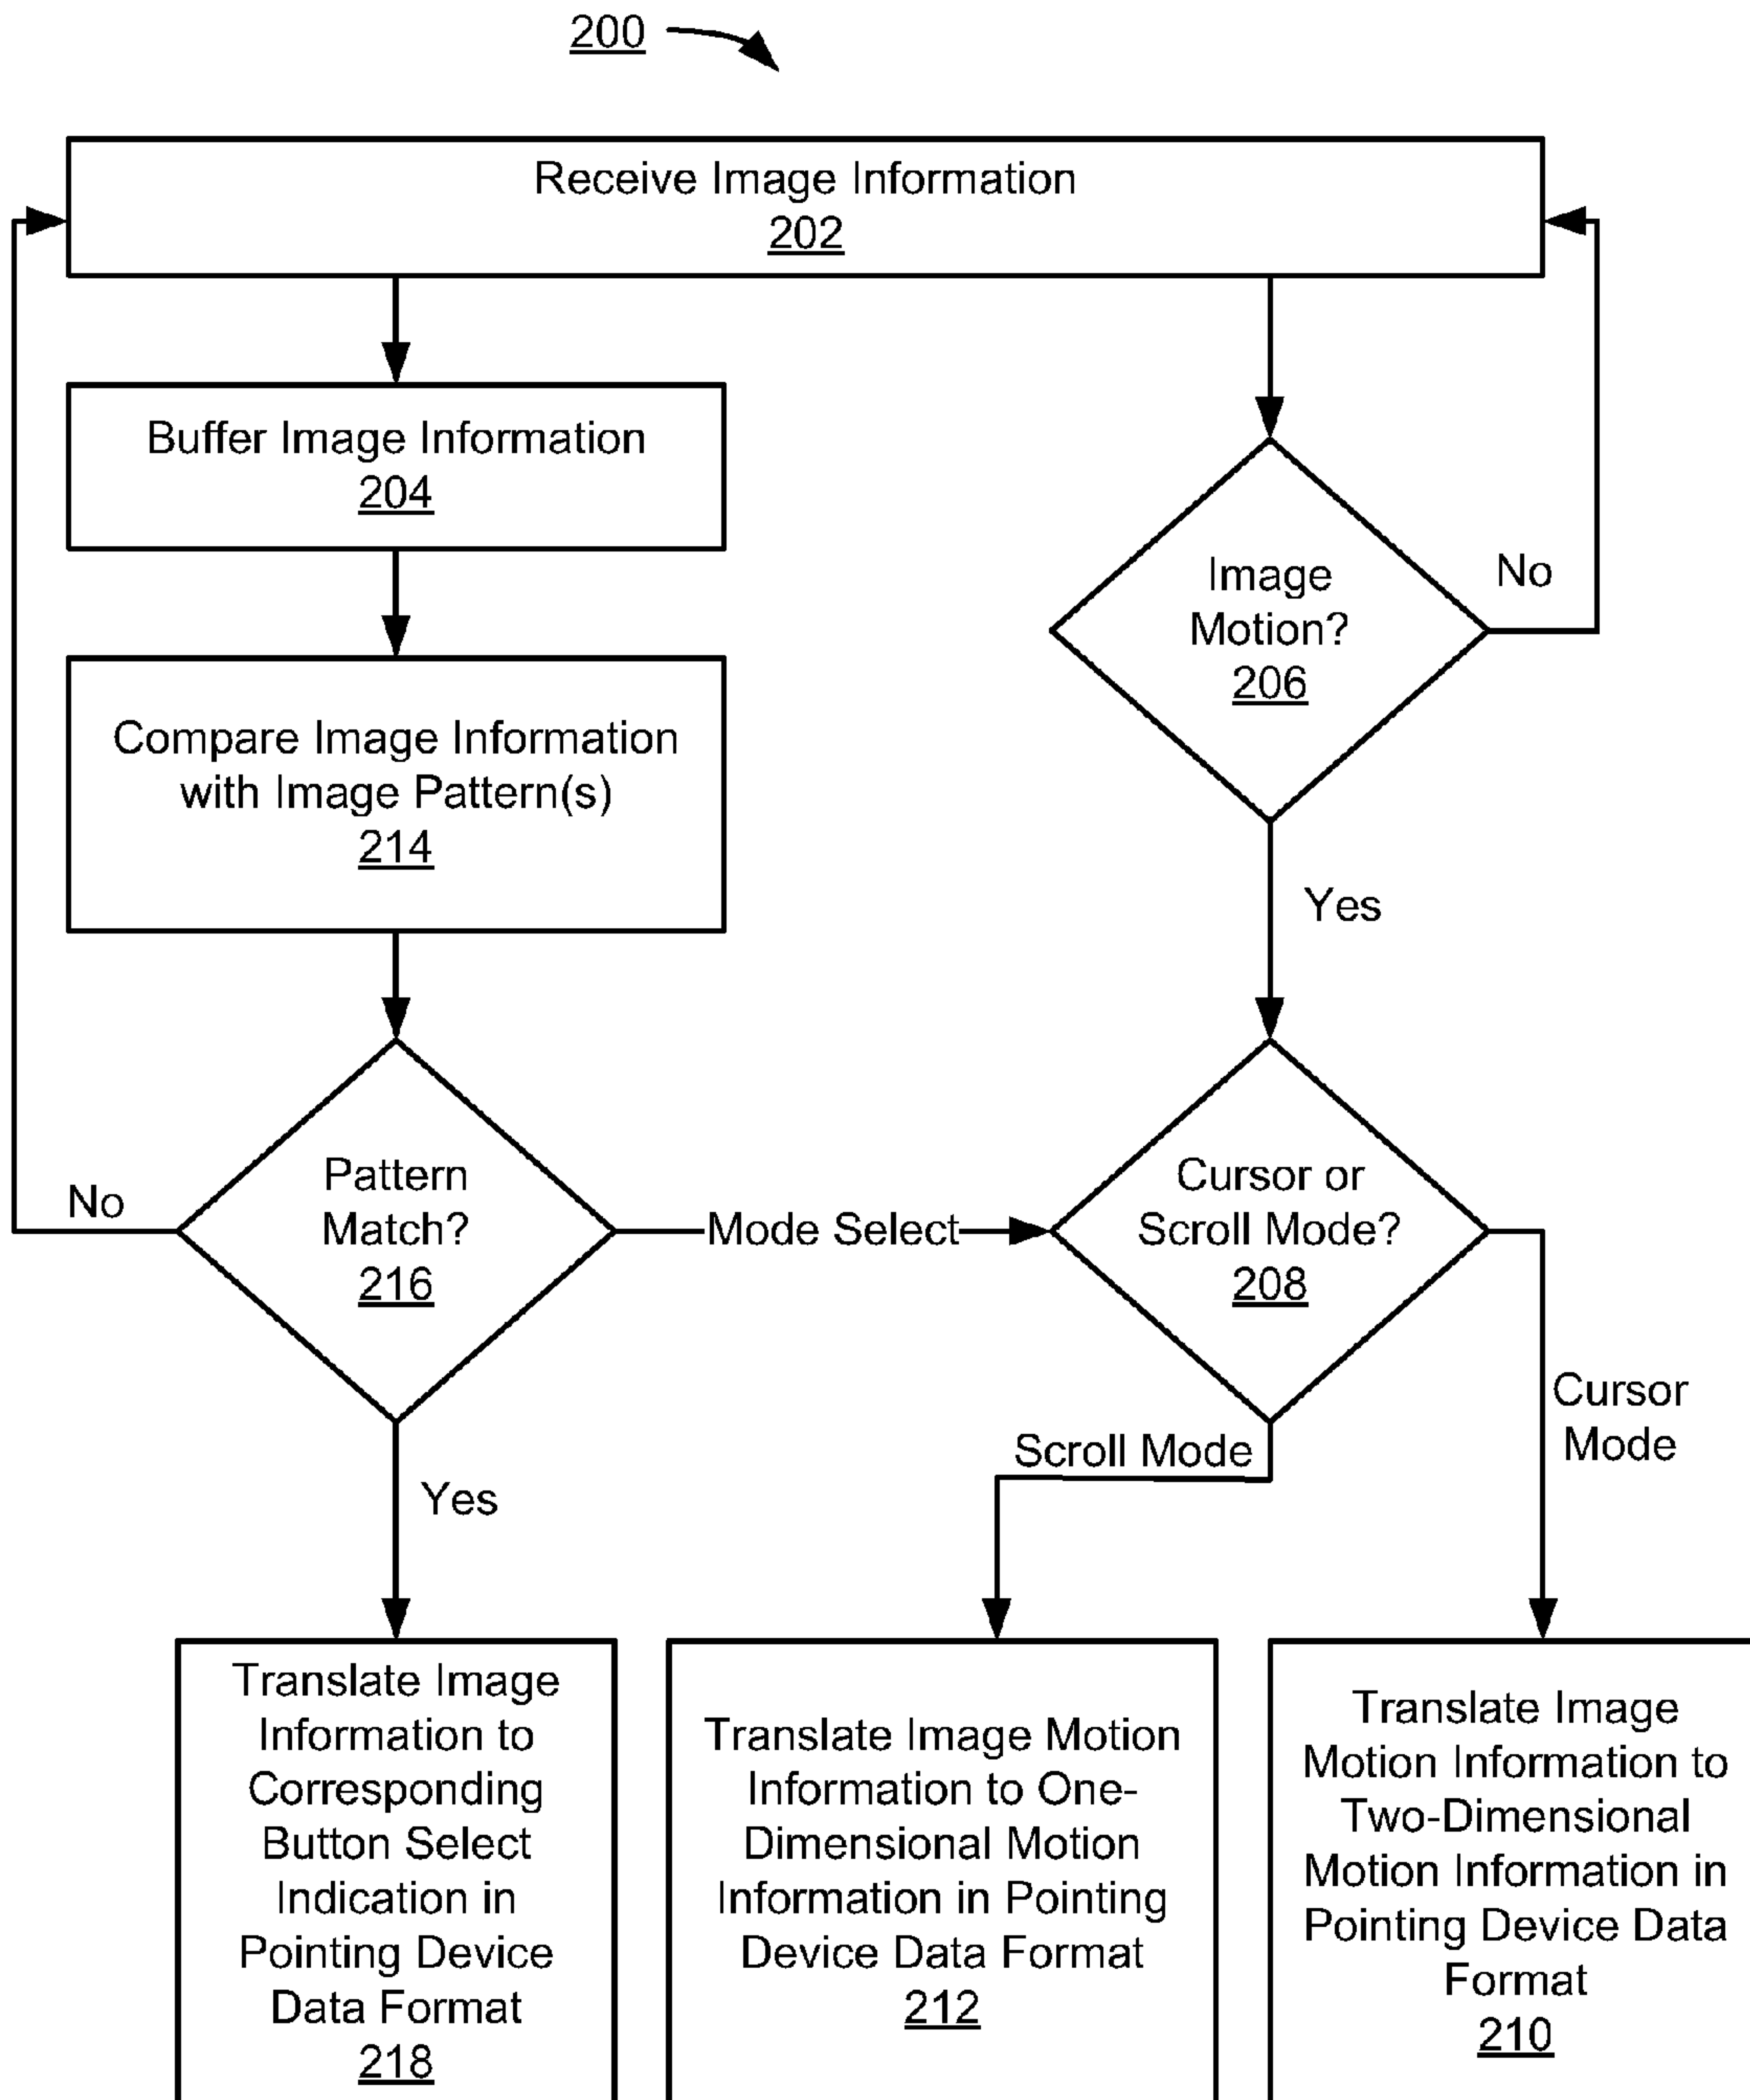 200
Receive Image Information
202
Buffer Image Information
204
Image
Motion?
206
No
Compare Image Information
with Image Pattern(s)
214
Yes
Pattern
Match?
216
No
Mode Select
Cursor or
Scroll Mode?
208
Cursor
Mode
Scroll Mode
Yes
Translate Image
Information to
Corresponding
Button Select
Indication in
Pointing Device
Data Format
218
Translate Image Motion
Information to One-
Dimensional Motion
Information in Pointing
Device Data Format
212
Translate Image
Motion Information to
Two-Dimensional
Motion Information in
Pointing Device Data
Format
210